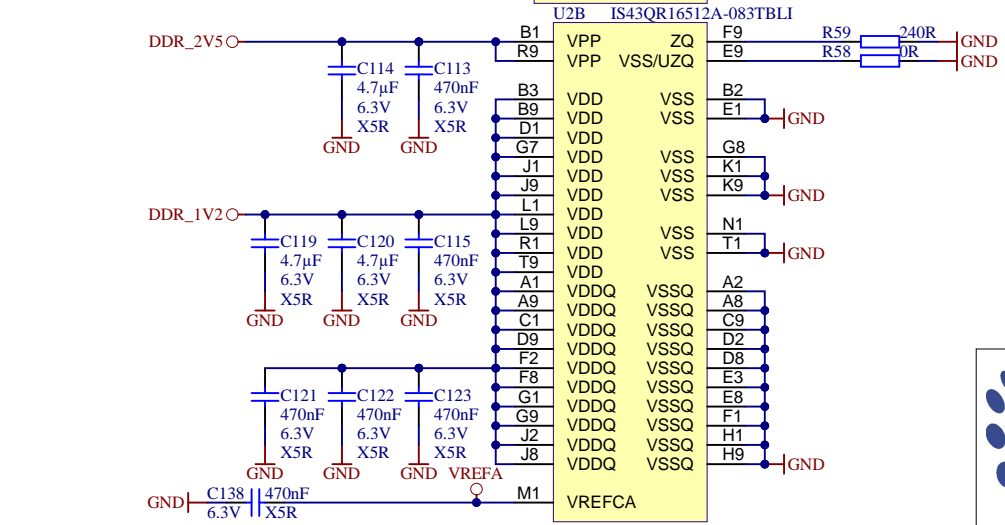 U2B IS43QR16512A-083TBLI
DDR_2V5 B1 VPP ZQ F9 R59 240R GND
R9 VPP VSS/UZQ E9 R58 0R GND
C114 C113
4.7µF 470nF
6.3V 6.3V
X5R X5R
GND GND
B3 VDD VSS B2
B9 VDD VSS E1 GND
D1 VDD
G7 VDD VSS G8
J1 VDD VSS K1
J9 VDD VSS K9 GND
DDR_1V2 L1 VDD
L9 VDD VSS N1
R1 VDD VSS T1 GND
T9 VDD
C119 C120 C115
4.7µF 4.7µF 470nF
6.3V 6.3V 6.3V
X5R X5R X5R
GND GND GND
A1 VDDQ VSSQ A2
A9 VDDQ VSSQ A8
C1 VDDQ VSSQ C9
D9 VDDQ VSSQ D2
F2 VDDQ VSSQ D8
F8 VDDQ VSSQ E3
G1 VDDQ VSSQ E8
G9 VDDQ VSSQ F1
J2 VDDQ VSSQ H1
J8 VDDQ VSSQ H9 GND
C121 C122 C123
470nF 470nF 470nF
6.3V 6.3V 6.3V
X5R X5R X5R
GND GND GND VREFA
GND C138 470nF M1 VREFCA
6.3V X5R